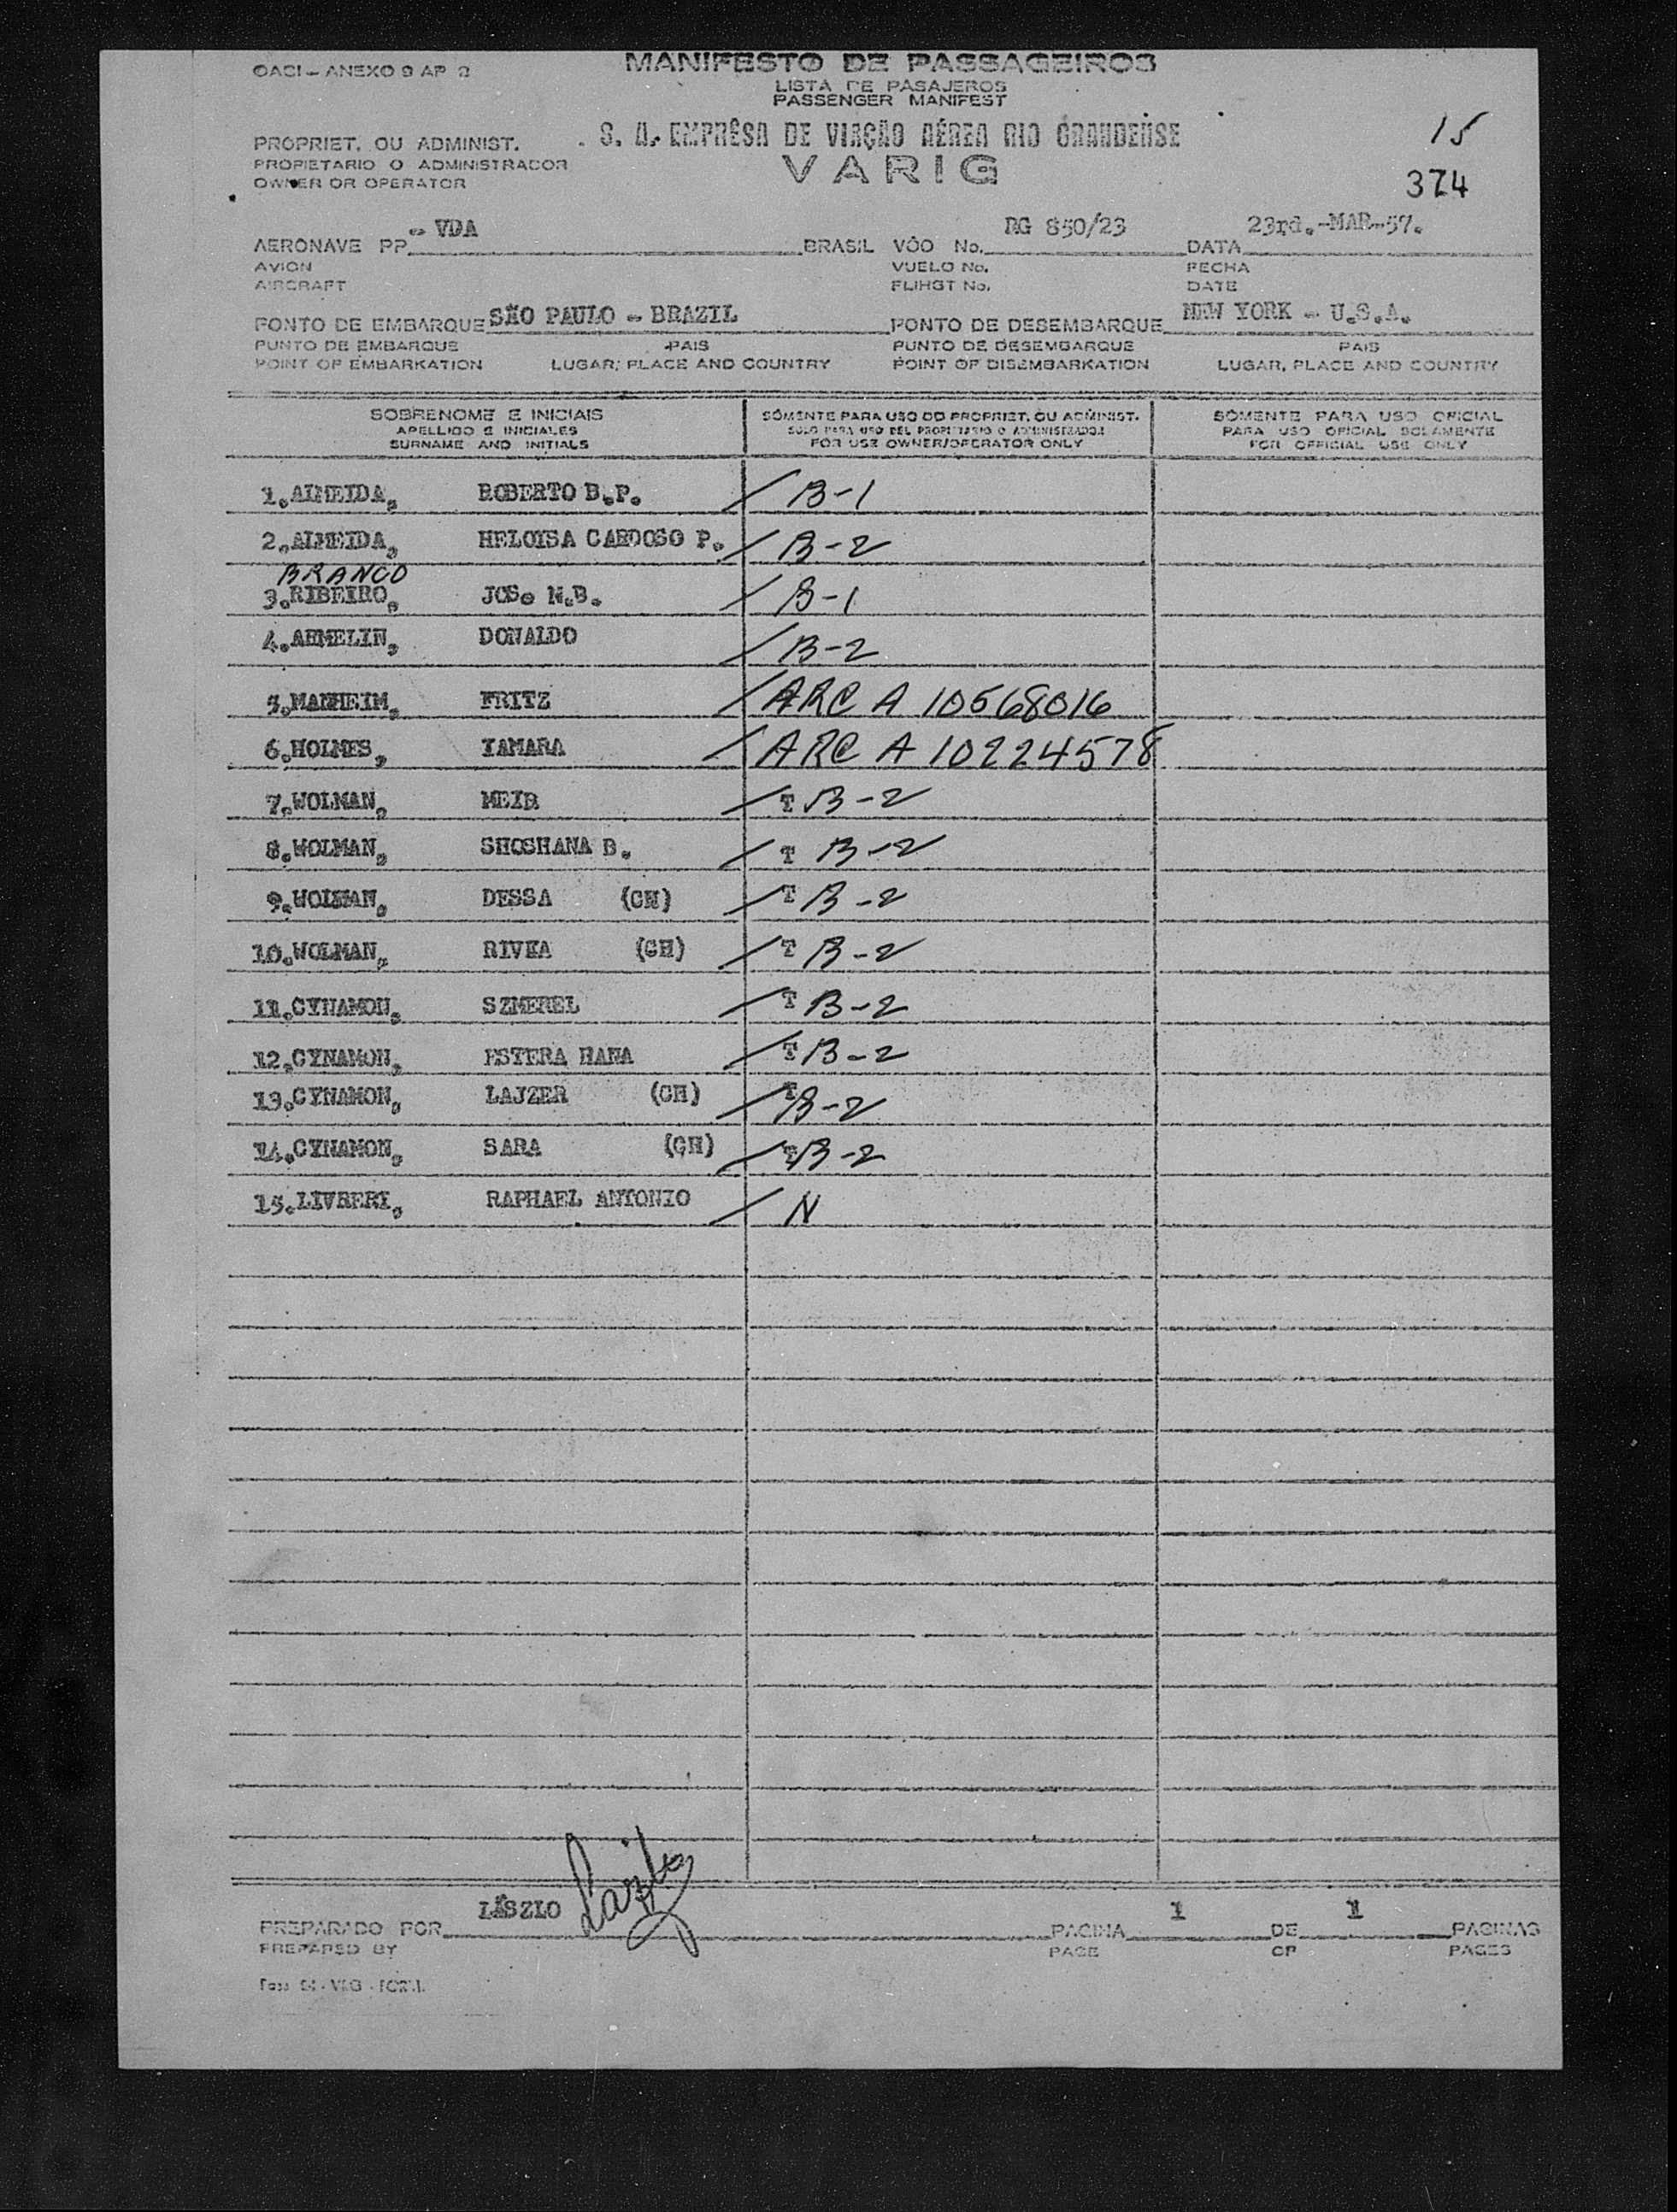 OACI - ANEXO 9 AP 2
MANIFESTO DE PASSAGEIROS
LISTA DE PASAJEROS
PASSENGER MANIFEST
15
PROPRIET. OU ADMINIST. S. A. EMPRÊSA DE VIAÇÃO AÉREA RIO GRANDENSE
PROPIETARIO O ADMINISTRADOR VARIG
OWNER OR OPERATOR
374
AERONAVE PP - VDA BRASIL VÔO No. RG 850/23 DATA 23rd.-MAR-57.
AVION VUELO No. FECHA
AIRCRAFT FLIHGT No. DATE
PONTO DE EMBARQUE SÃO PAULO - BRAZIL PONTO DE DESEMBARQUE NEW YORK - U.S.A.
PUNTO DE EMBARQUE PAIS PUNTO DE DESEMBARQUE PAIS
POINT OF EMBARKATION LUGAR, PLACE AND COUNTRY POINT OF DISEMBARKATION LUGAR, PLACE AND COUNTRY
SOBRENOME E INICIAIS SÓMENTE PARA USO DO PROPRIET. OU ADMINIST. SÓMENTE PARA USO OFICIAL
APELLIDO E INICIALES SOLO PARA USO DEL PROPIETARIO O ADMINISTRADOR PARA USO OFICIAL SOLAMENTE
SURNAME AND INITIALS FOR USE OWNER/OPERATOR ONLY FOR OFFICIAL USE ONLY
1.ALMEIDA, ROBERTO B.P. / B-1
2.ALMEIDA, HELOISA CARDOSO P. / B-2
BRANCO
3.RIBEIRO, JOS. N.B. / B-1
4.ARMELIN, DONALDO / B-2
5.MANHEIM, FRITZ / ARC A 10568016
6.HOLMES, TAMARA / ARC A 10224578
7.WOLMAN, MEIR / T B-2
8.WOLMAN, SHOSHANA B. / T B-2
9.WOLMAN, DESSA (CH) / T B-2
10.WOLMAN, RIVKA (CH) / T B-2
11.CYNAMON, SZMEREL / T B-2
12.CYNAMON, ESTERA HANA / T B-2
13.CYNAMON, LAJZER (CH) / T B-2
14.CYNAMON, SARA (CH) / T B-2
15.LIVRERI, RAPHAEL ANTONIO / N
PREPARADO POR LÁSZLO PAGINA 1 DE 1 PAGINAS
PREPARED BY PAGE OF PAGES